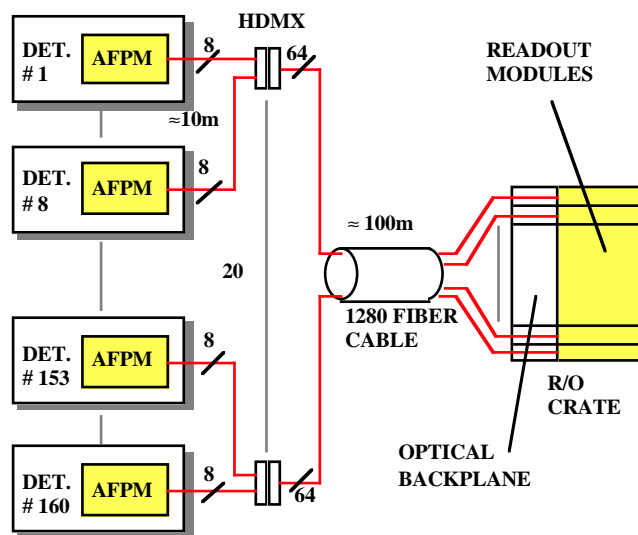 HDMX
DET.
# 1
AFPM
8
64
READOUT
MODULES
≈10m
DET.
# 8
AFPM
8
≈ 100m
20
1280 FIBER
CABLE
DET.
# 153
AFPM
8
R/O
CRATE
DET.
# 160
AFPM
8
64
OPTICAL
BACKPLANE